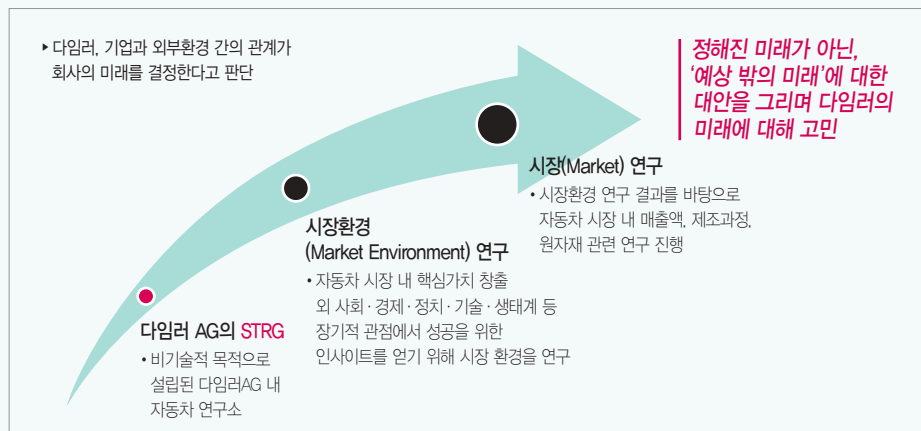 ▸ 다임러, 기업과 외부환경 간의 관계가
회사의 미래를 결정한다고 판단
정해진 미래가 아닌,
‘예상 밖의 미래’에 대한
대안을 그리며 다임러의
미래에 대해 고민
다임러 AG의 STRG
• 비기술적 목적으로
설립된 다임러AG 내
자동차 연구소
시장환경
(Market Environment) 연구
• 자동차 시장 내 핵심가치 창출
외 사회 · 경제 · 정치 · 기술 · 생태계 등
장기적 관점에서 성공을 위한
인사이트를 얻기 위해 시장 환경을 연구
시장(Market) 연구
• 시장환경 연구 결과를 바탕으로
자동차 시장 내 매출액, 제조과정,
원자재 관련 연구 진행